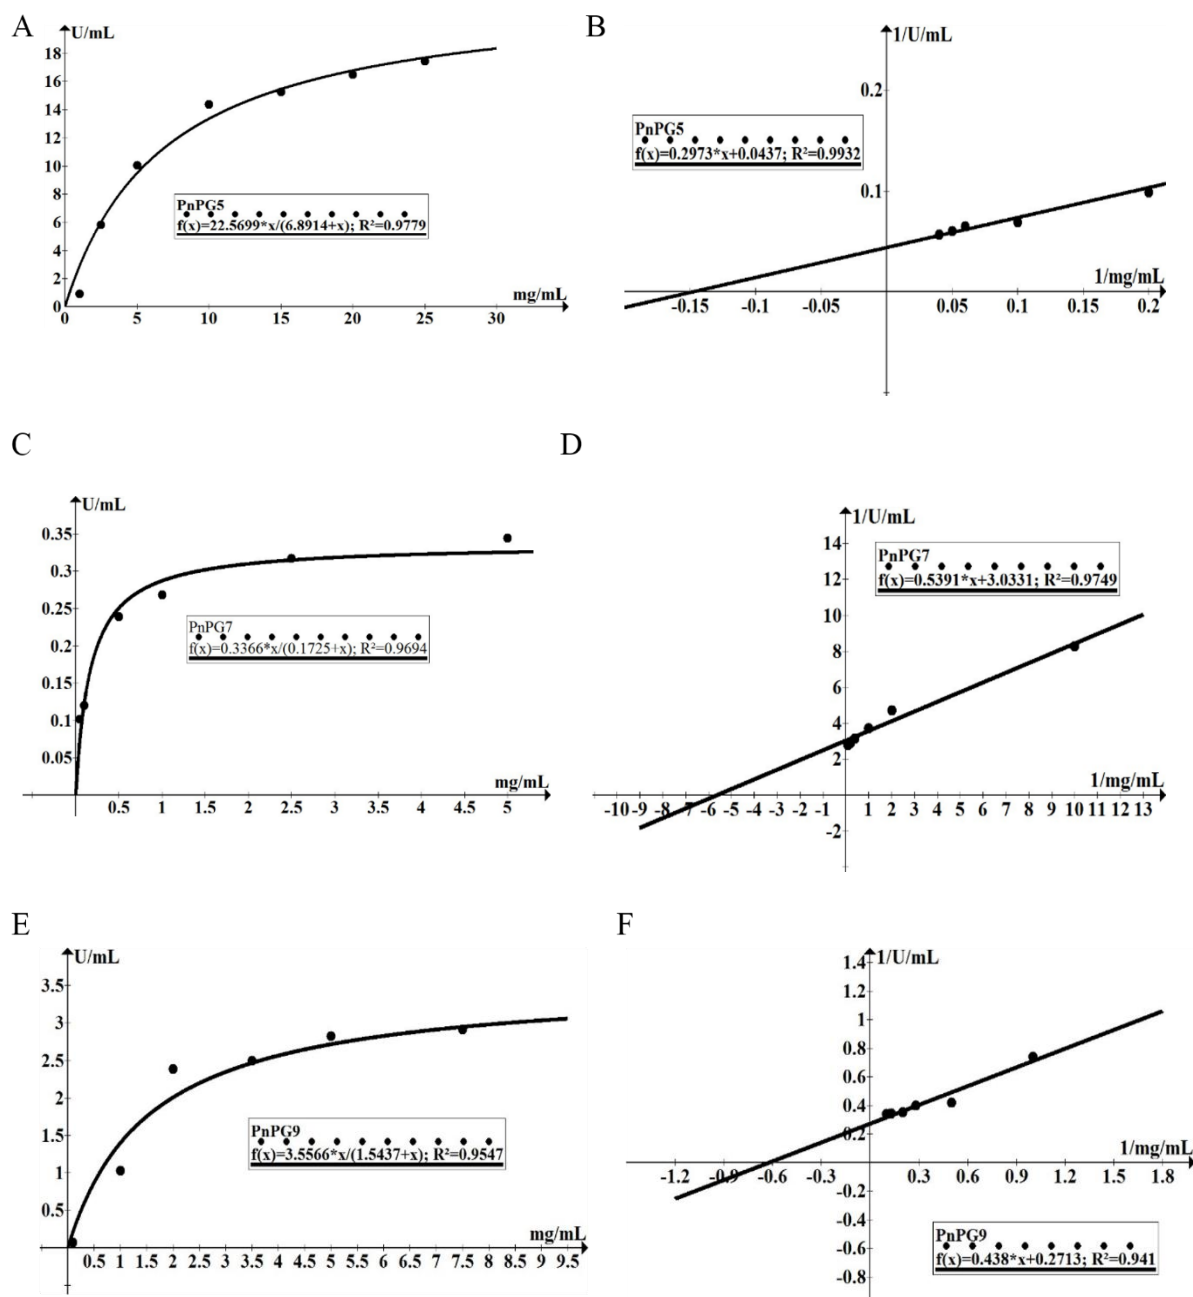 A
U/mL
18
16
14
12
10
8
6
4
2
0
PnPG5
f(x)=22.5699*x/(6.8914+x); R²=0.9779
mg/mL
0 5 10 15 20 25 30
B
1/U/mL
0.2
PnPG5
f(x)=0.2973*x+0.0437; R²=0.9932
0.1
1/mg/mL
-0.15 -0.1 -0.05 0.05 0.1 0.15 0.2
C
U/mL
0.35
0.3
0.25
0.2
0.1
0.05
PnPG7
f(x)=0.3366*x/(0.1725+x); R²=0.9694
mg/mL
0.5 1 1.5 2 2.5 3 3.5 4 4.5 5
D
1/U/mL
14
12
10
8
6
4
2
-2
PnPG7
f(x)=0.5391*x+3.0331; R²=0.9749
1/mg/mL
-10 -9 -8 -7 -6 -5 -4 -3 -2 -1 1 2 3 4 5 6 7 8 9 10 11 12 13
E
U/mL
3.5
3
2.5
2
1.5
1
0.5
PnPG9
f(x)=3.5566*x/(1.5437+x); R²=0.9547
mg/mL
0.5 1 1.5 2 2.5 3 3.5 4 4.5 5 5.5 6 6.5 7 7.5 8 8.5 9 9.5
F
1/U/mL
1.4
1.2
1
0.8
0.6
0.4
0.2
1/mg/mL
-1.2 -0.9 -0.6 -0.3 0.3 0.6 0.9 1.2 1.5 1.8
-0.2
-0.4
-0.6
-0.8
PnPG9
f(x)=0.438*x+0.2713; R²=0.941